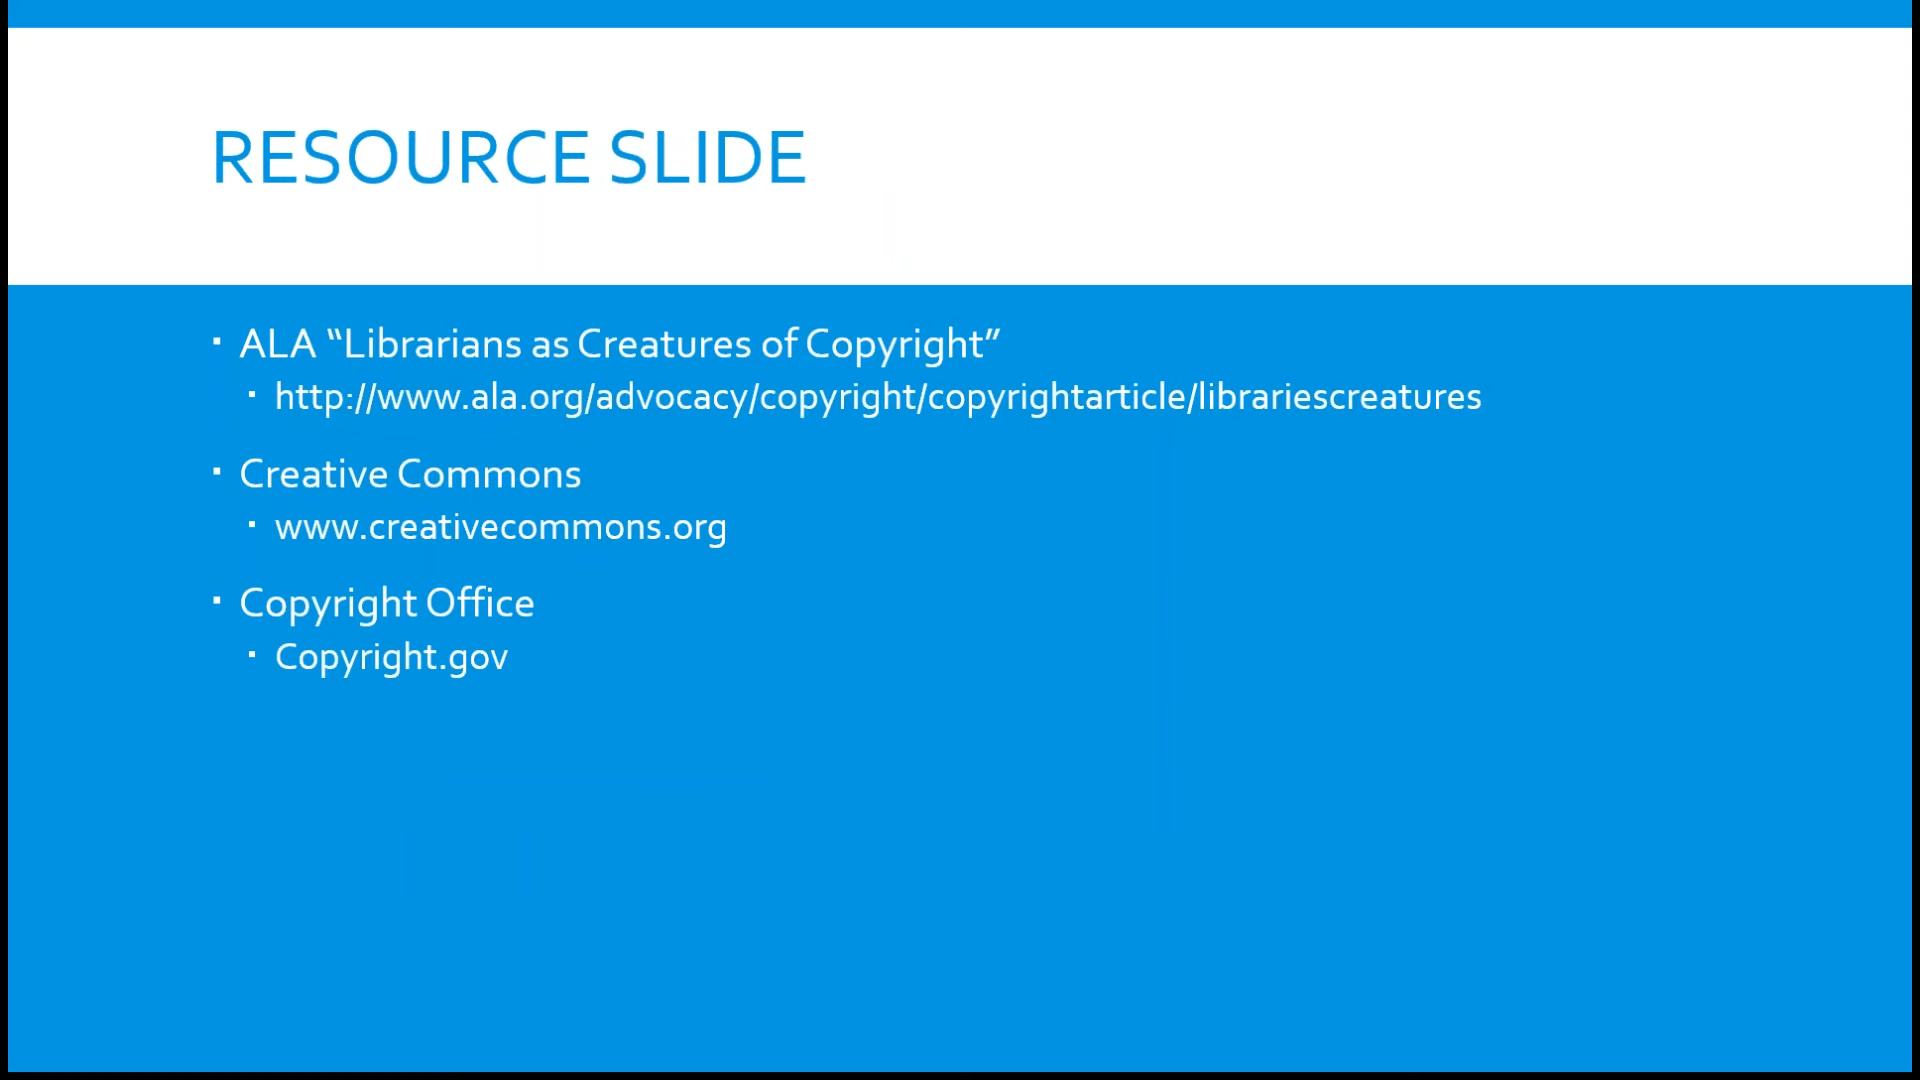 RESOURCE SLIDE
▪ ALA “Librarians as Creatures of Copyright”
▪ http://www.ala.org/advocacy/copyright/copyrightarticle/librariescreatures
▪ Creative Commons
▪ www.creativecommons.org
▪ Copyright Office
▪ Copyright.gov